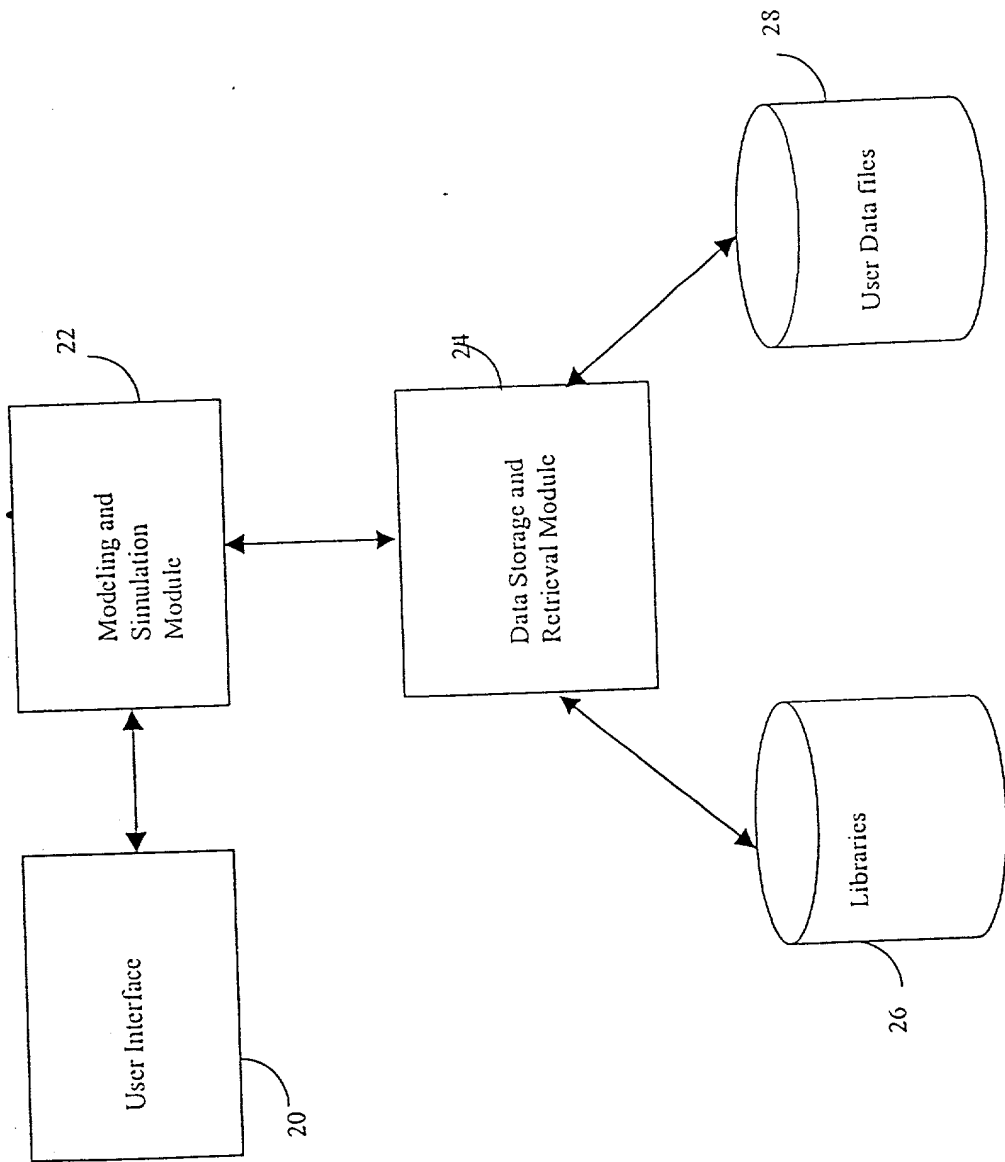 User Interface
20
Modeling and
Simulation
Module
22
Data Storage and
Retrieval Module
24
Libraries
26
User Data files
28